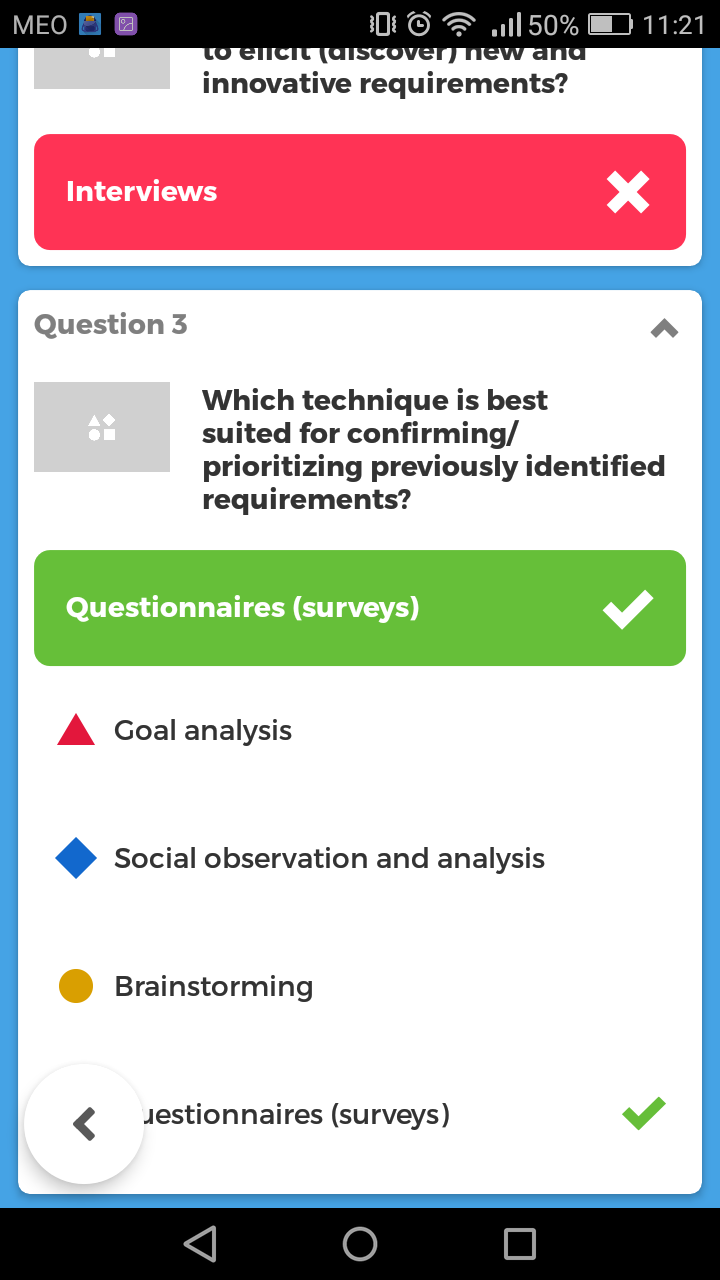 MEO 50% 11:21
to elicit (discover) new and
innovative requirements?
Interviews
Question 3
Which technique is best
suited for confirming/
prioritizing previously identified
requirements?
Questionnaires (surveys)
Goal analysis
Social observation and analysis
Brainstorming
uestionnaires (surveys)